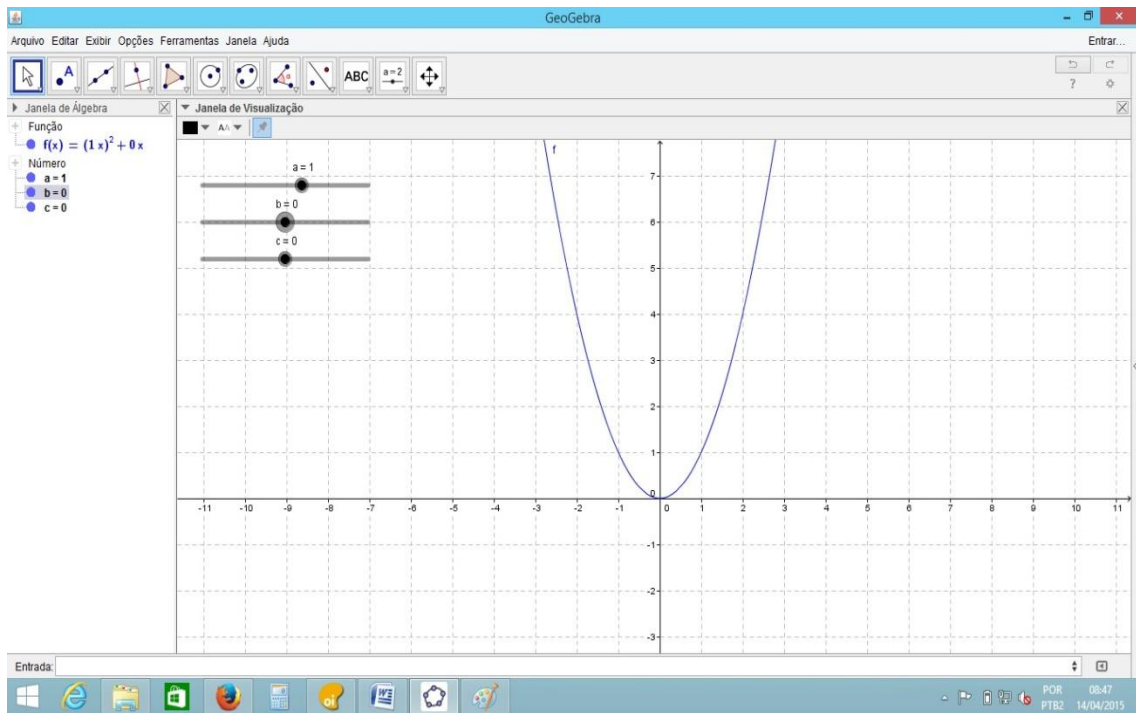 GeoGebra
Arquivo Editar Exibir Opções Ferramentas Janela Ajuda
Entrar...
A
ABC
a=2
?
Janela de Álgebra
Janela de Visualização
Função
f(x) = (1 x)² + 0 x
Número
a = 1
b = 0
c = 0
AA
a = 1
b = 0
c = 0
f
7
6
5
4
3
2
1
0
-1
-2
-3
-11 -10 -9 -8 -7 -6 -5 -4 -3 -2 -1 0 1 2 3 4 5 6 7 8 9 10 11
Entrada:
oi
W
POR
PTB2
08:47
14/04/2015